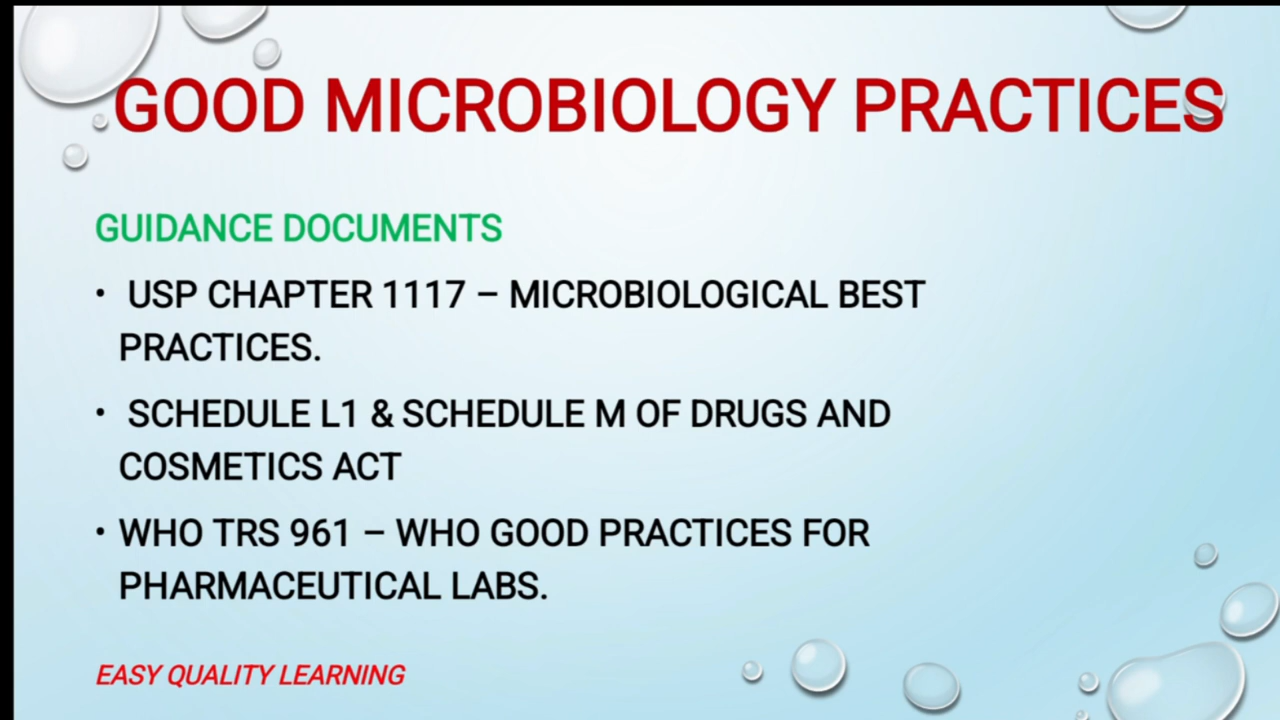 GOOD MICROBIOLOGY PRACTICES
GUIDANCE DOCUMENTS
• USP CHAPTER 1117 – MICROBIOLOGICAL BEST
PRACTICES.
• SCHEDULE L1 & SCHEDULE M OF DRUGS AND
COSMETICS ACT
• WHO TRS 961 – WHO GOOD PRACTICES FOR
PHARMACEUTICAL LABS.
EASY QUALITY LEARNING